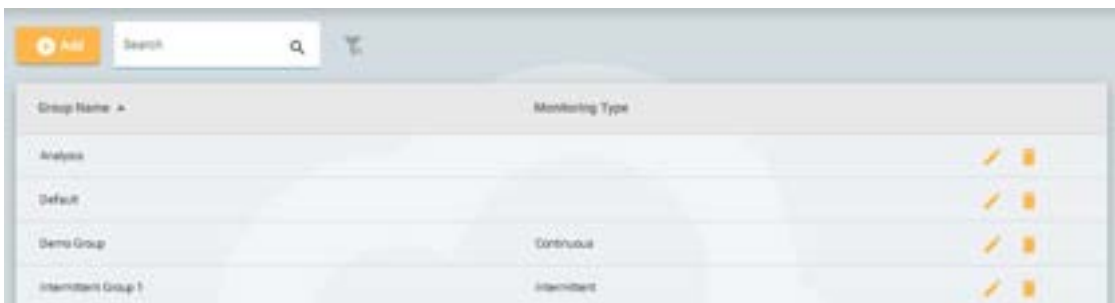 Add Search
Group Name Monitoring Type
Analysis
Default
Demo Group Continuous
Intermittent Group 1 Intermittent